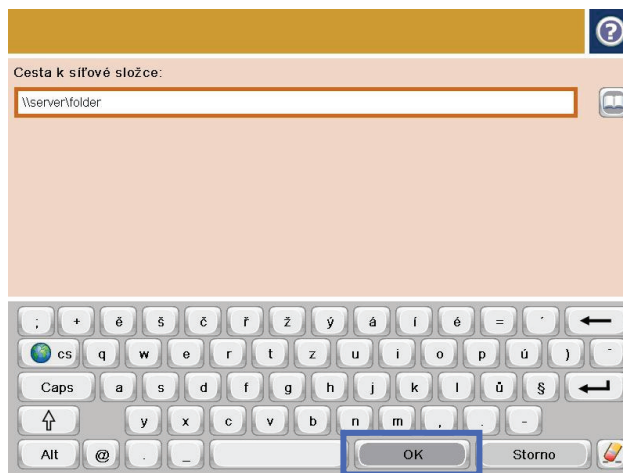 Cesta k síťové složce:
\\server\folder
; + ě š č ř ž ý á í é = ´
cs q w e r t z u i o p ú )
Caps a s d f g h j k l ů §
y x c v b n m , . -
Alt @ . _ OK Storno